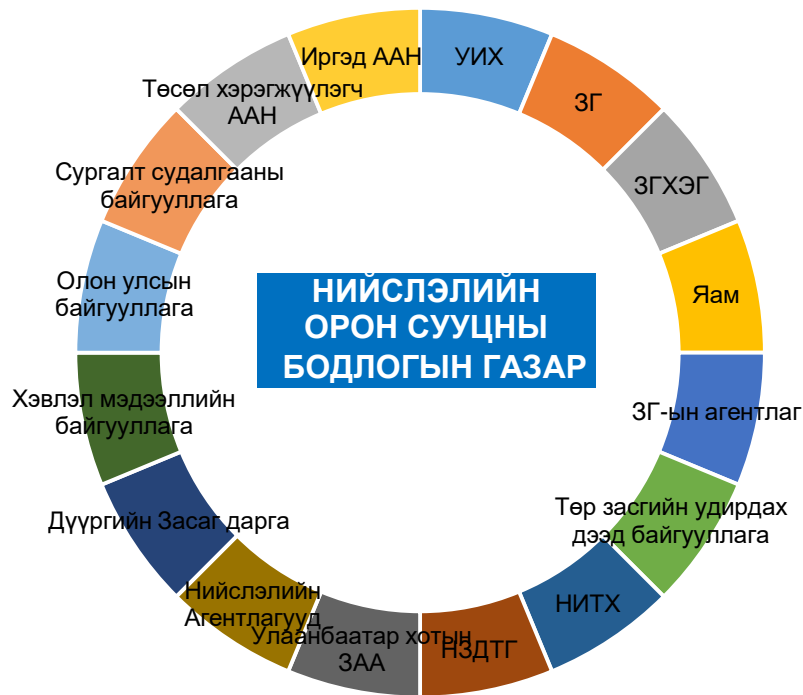 Иргэд ААН
УИХ
ЗГ
ЗГХЭГ
Яам
ЗГ-ын агентлаг
Төр засгийн удирдах
дээд байгууллага
НИТХ
НЗДТГ
Улаанбаатар хотын
ЗАА
Нийслэлийн
Агентлагууд
Дүүргийн Засаг дарга
Хэвлэл мэдээллийн
байгууллага
Олон улсын
байгууллага
Сургалт судалгааны
байгууллага
Төсөл хэрэгжүүлэгч
ААН
НИЙСЛЭЛИЙН
ОРОН СУУЦНЫ
БОДЛОГЫН ГАЗАР